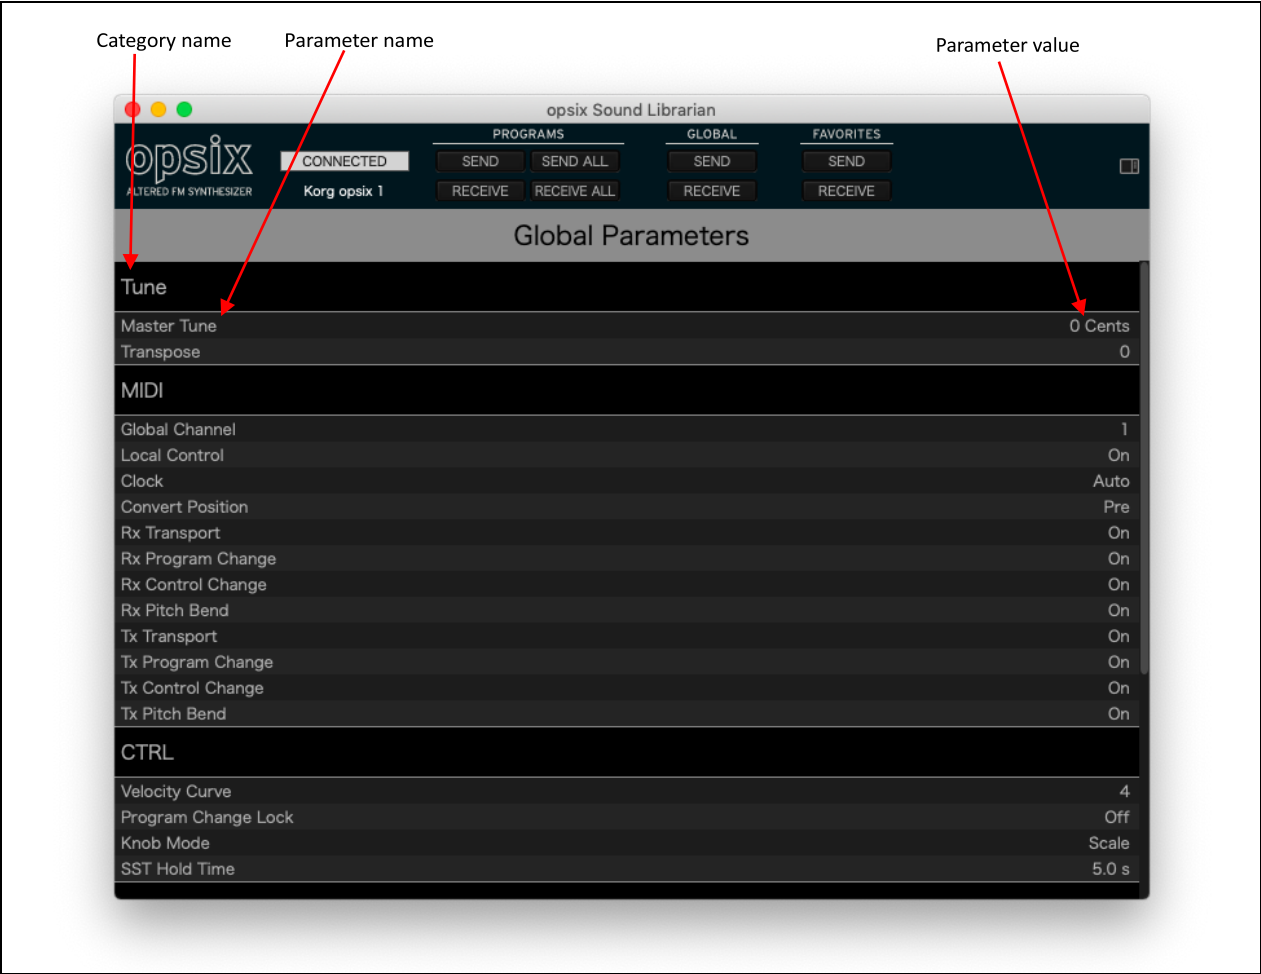 Category name Parameter name Parameter value
opsix Sound Librarian
PROGRAMS GLOBAL FAVORITES
opsix CONNECTED SEND SEND ALL SEND SEND
ALTERED FM SYNTHESIZER Korg opsix 1 RECEIVE RECEIVE ALL RECEIVE RECEIVE
Global Parameters
Tune
Master Tune 0 Cents
Transpose 0
MIDI
Global Channel 1
Local Control On
Clock Auto
Convert Position Pre
Rx Transport On
Rx Program Change On
Rx Control Change On
Rx Pitch Bend On
Tx Transport On
Tx Program Change On
Tx Control Change On
Tx Pitch Bend On
CTRL
Velocity Curve 4
Program Change Lock Off
Knob Mode Scale
SST Hold Time 5.0 s